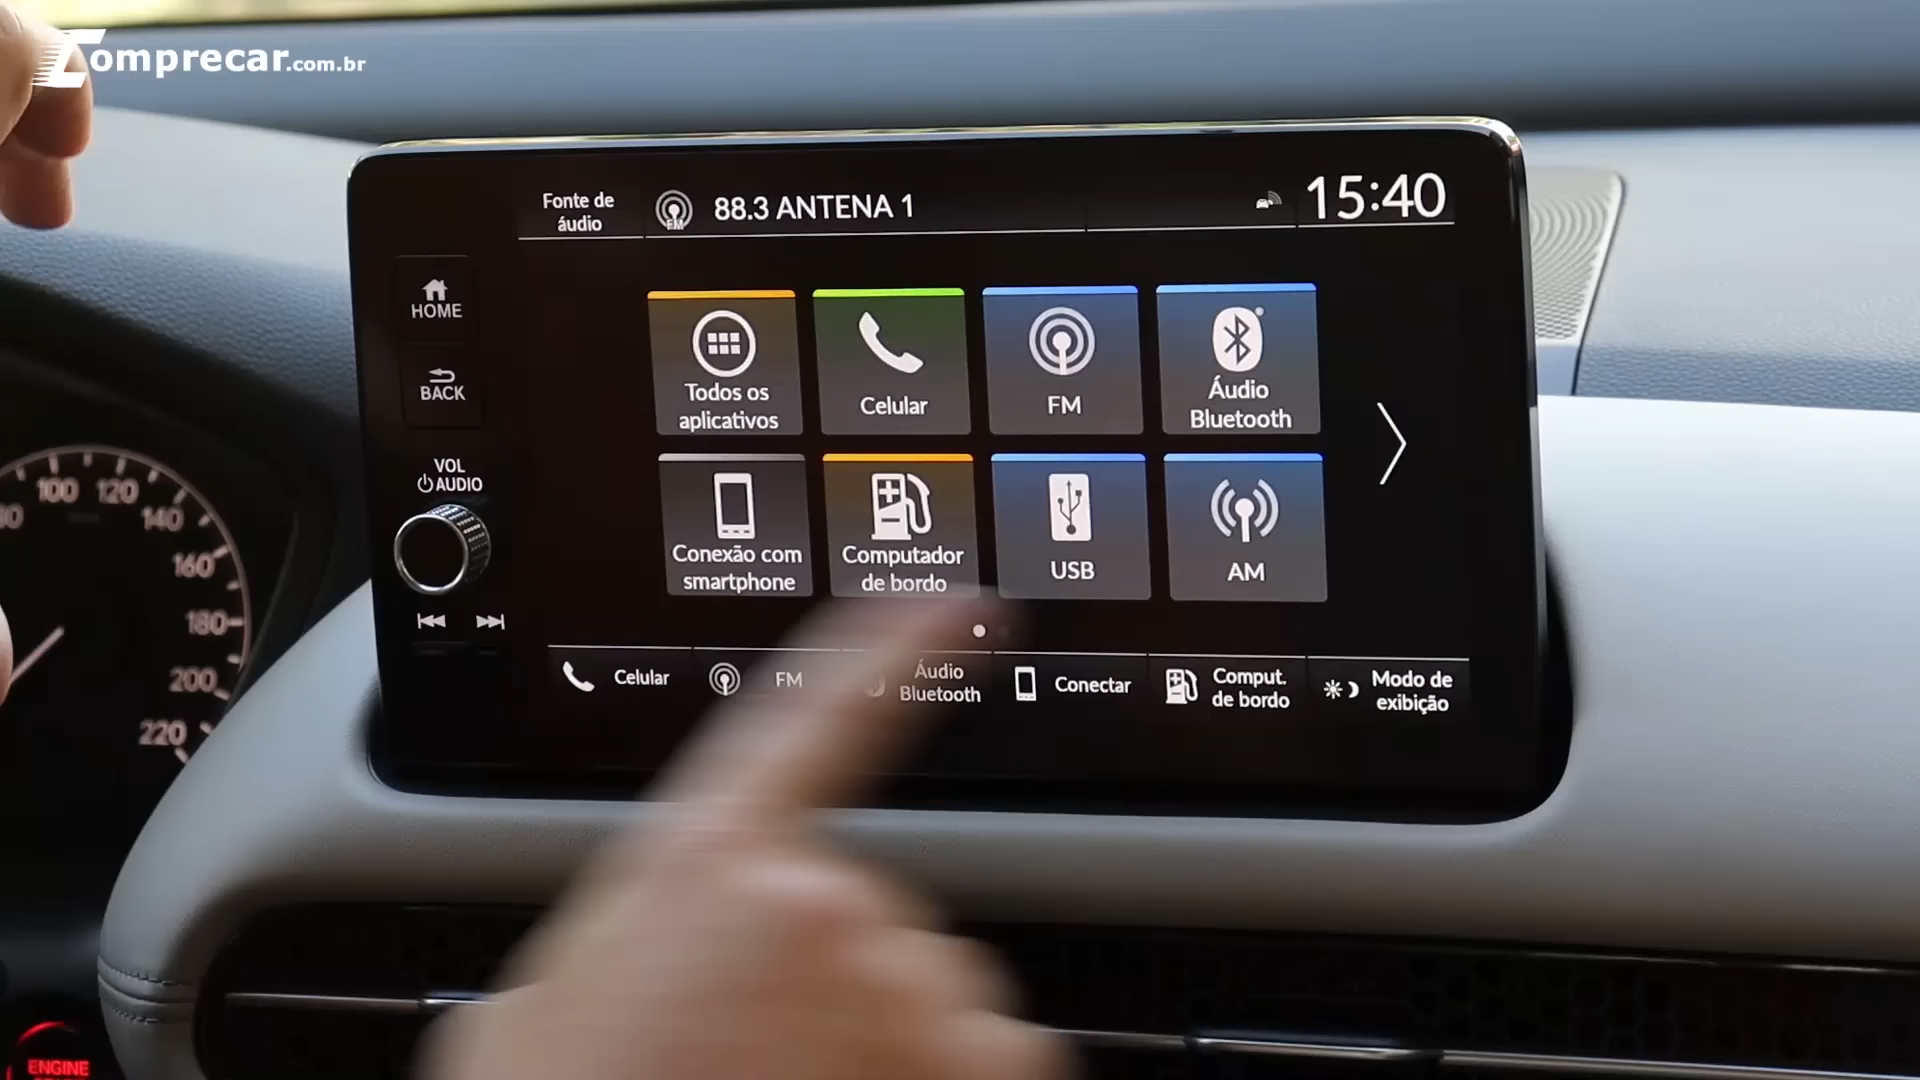 Comprecar.com.br
Fonte de
áudio
FM
88.3 ANTENA 1
15:40
HOME
BACK
VOL
AUDIO
Todos os
aplicativos
Celular
FM
Áudio
Bluetooth
Conexão com
smartphone
Computador
de bordo
USB
AM
Celular
FM
Áudio
Bluetooth
Conectar
Comput.
de bordo
Modo de
exibição
100
120
140
160
180
200
220
ENGINE